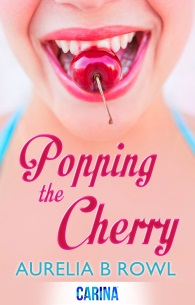 Popping
the
Cherry
AURELIA B ROWL
CARINA